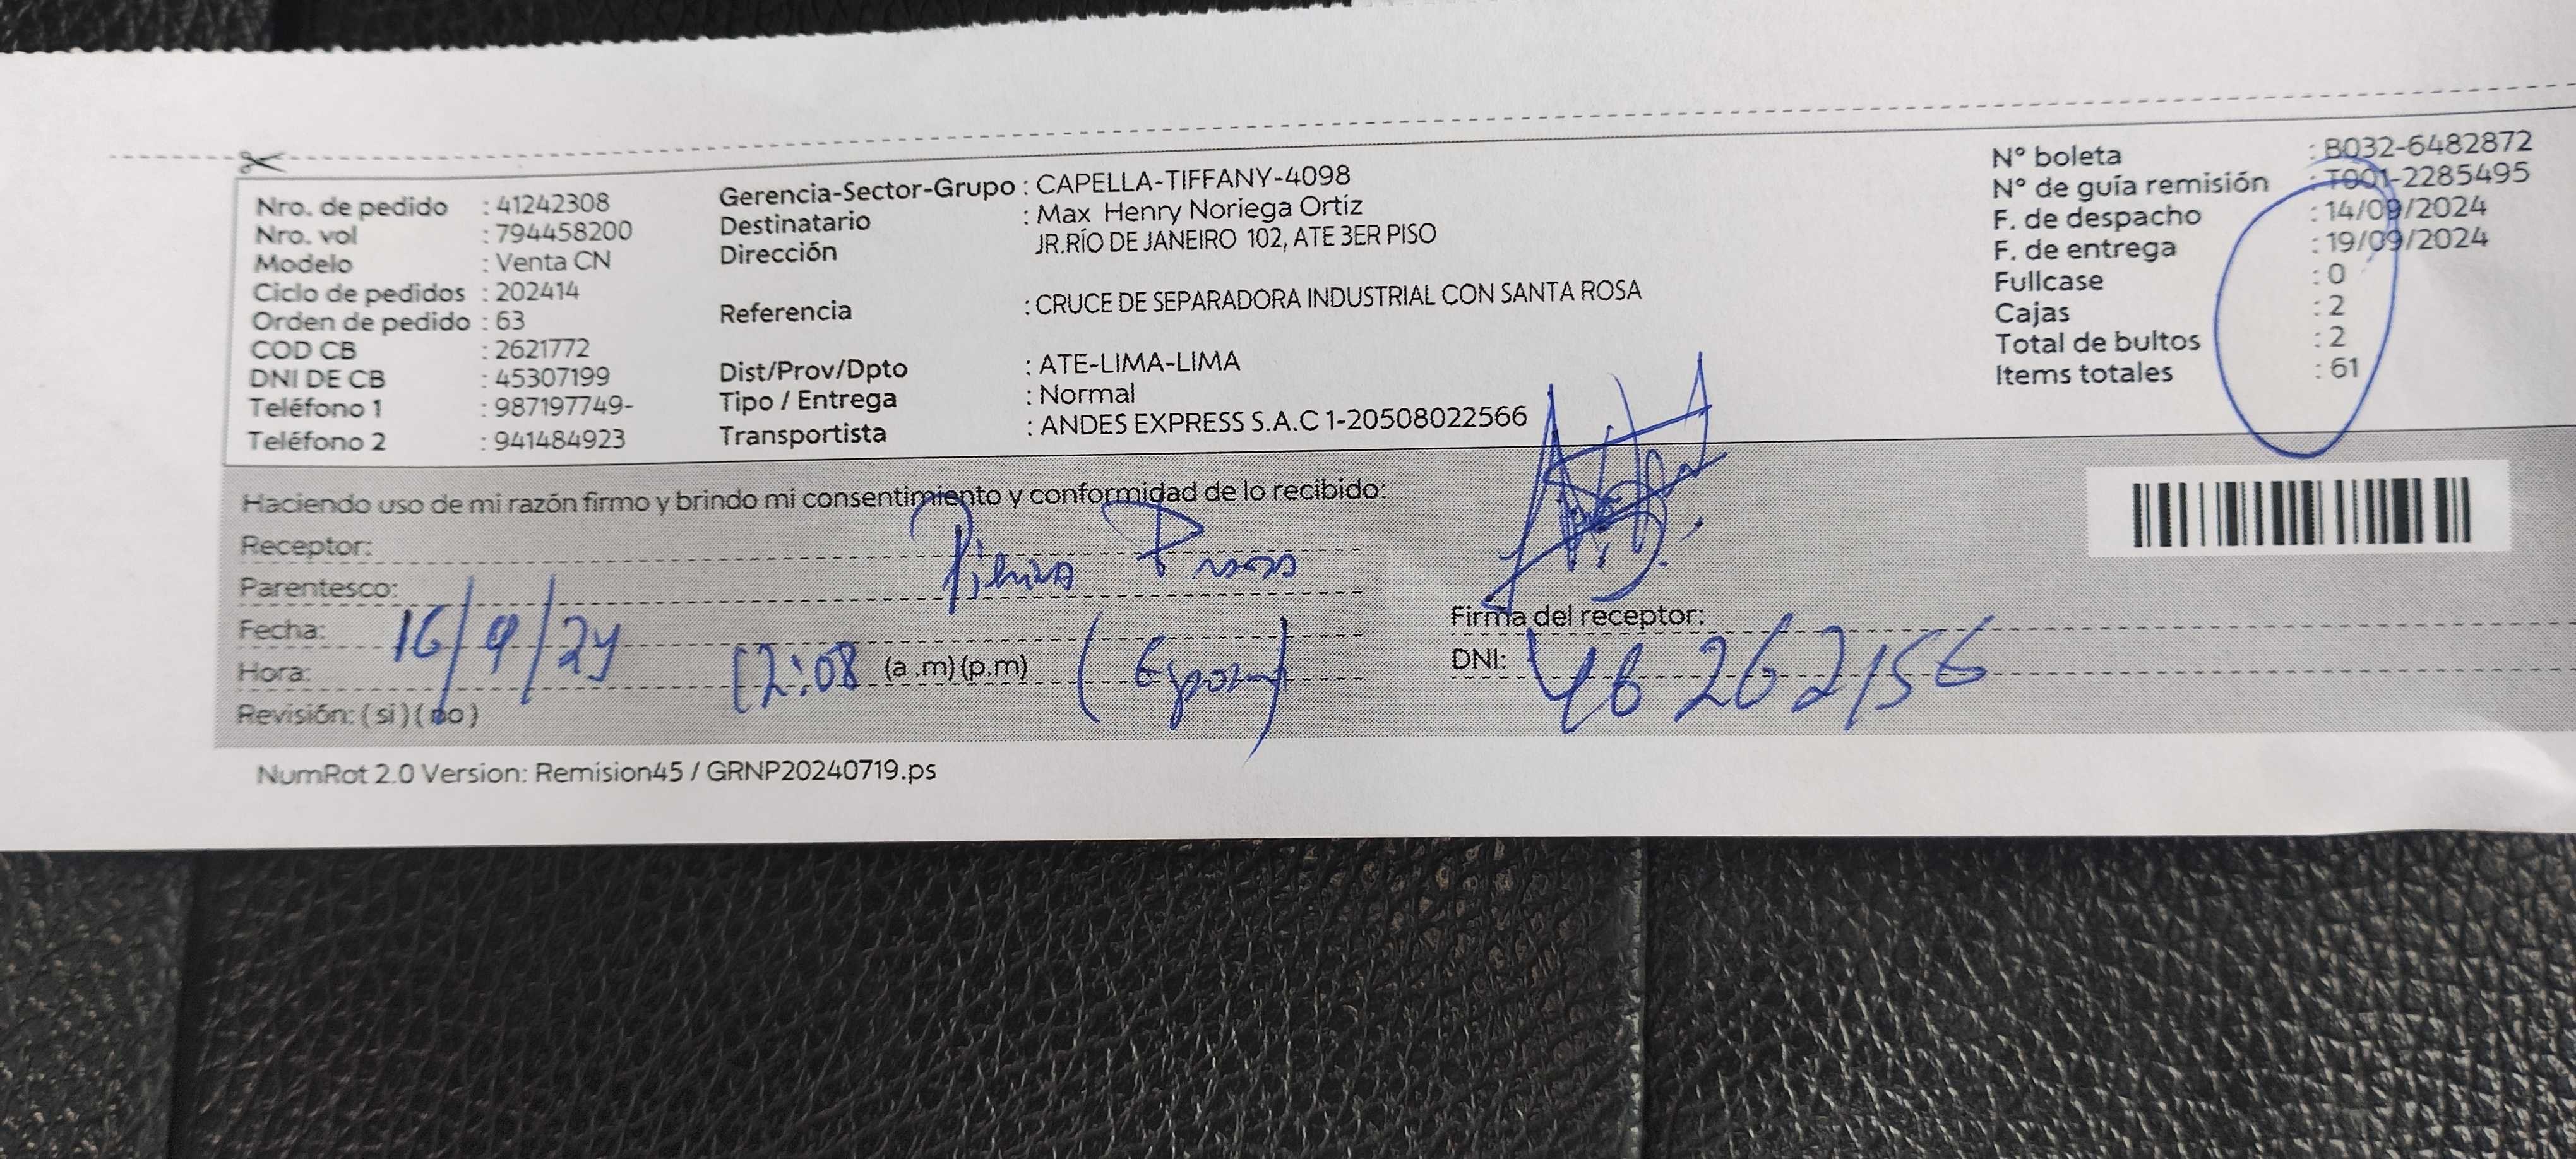 Nro. de pedido : 41242308
Nro. vol : 794458200
Modelo : Venta CN
Ciclo de pedidos : 202414
Orden de pedido : 63
COD CB : 2621772
DNI DE CB : 45307199
Teléfono 1 : 987197749-
Teléfono 2 : 941484923
Gerencia-Sector-Grupo : CAPELLA-TIFFANY-4098
Destinatario : Max Henry Noriega Ortiz
Dirección JR.RÍO DE JANEIRO 102, ATE 3ER PISO
Referencia : CRUCE DE SEPARADORA INDUSTRIAL CON SANTA ROSA
Dist/Prov/Dpto : ATE-LIMA-LIMA
Tipo / Entrega : Normal
Transportista : ANDES EXPRESS S.A.C 1-20508022566
N° boleta : B032-6482872
N° de guía remisión : T001-2285495
F. de despacho : 14/09/2024
F. de entrega : 19/09/2024
Fullcase : 0
Cajas : 2
Total de bultos : 2
Items totales : 61
Haciendo uso de mi razón firmo y brindo mi consentimiento y conformidad de lo recibido:
Receptor:
Parentesco:
Fecha: 16/9/24
Hora: 12:08 (a.m)(p.m)
Revisión: (si)(no)
Firma del receptor:
DNI: 46262156
NumRot 2.0 Version: Remision45 / GRNP20240719.ps